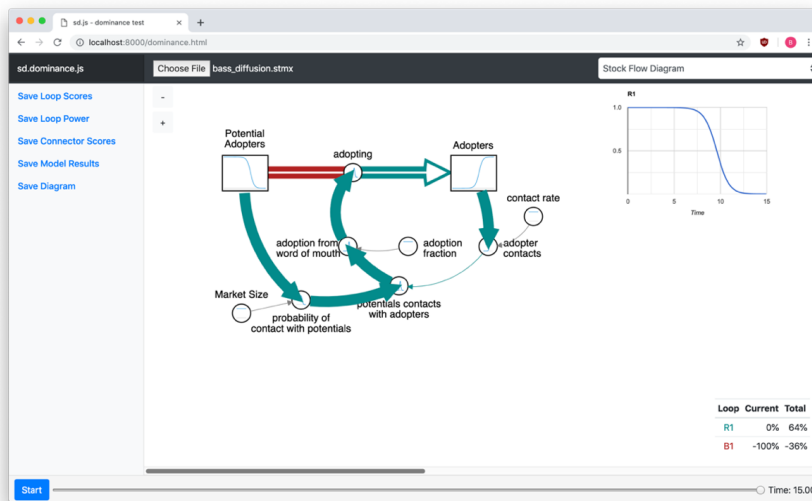 sd.js - dominance test
localhost:8000/dominance.html
B
sd.dominance.js
Choose File bass_diffusion.stmx
Stock Flow Diagram
Save Loop Scores
Save Loop Power
Save Connector Scores
Save Model Results
Save Diagram
-
+
R1
1.0
0.5
0 5 10 15
Time
Potential
Adopters
adopting
Adopters
contact rate
adoption from
word of mouth
adoption
fraction
adopter
contacts
Market Size
probability of
contact with potentials
potentials contacts
with adopters
Loop Current Total
R1 0% 64%
B1 -100% -36%
Start
Time: